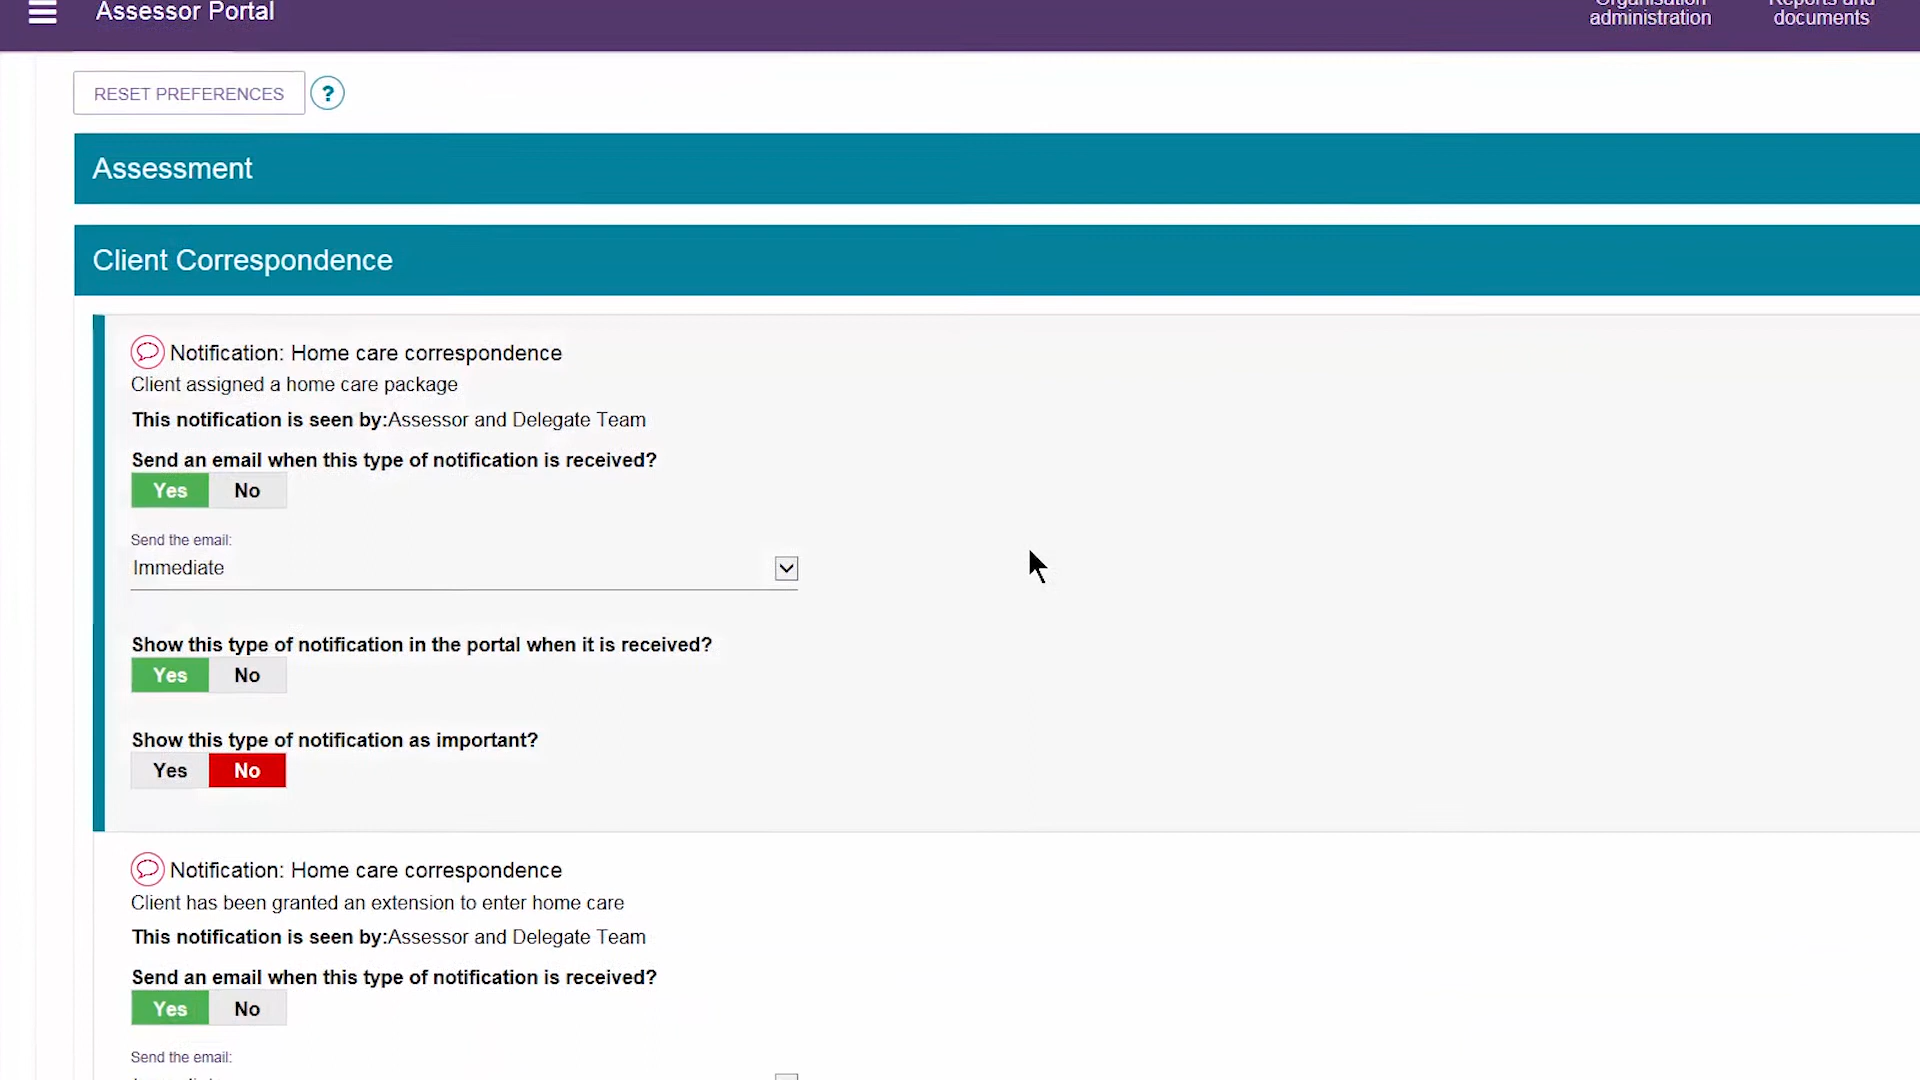 Assessor Portal
Organisation
administration
Reports and
documents
RESET PREFERENCES ?
Assessment
Client Correspondence
Notification: Home care correspondence
Client assigned a home care package
This notification is seen by:Assessor and Delegate Team
Send an email when this type of notification is received?
Yes No
Send the email:
Immediate
Show this type of notification in the portal when it is received?
Yes No
Show this type of notification as important?
Yes No
Notification: Home care correspondence
Client has been granted an extension to enter home care
This notification is seen by:Assessor and Delegate Team
Send an email when this type of notification is received?
Yes No
Send the email: